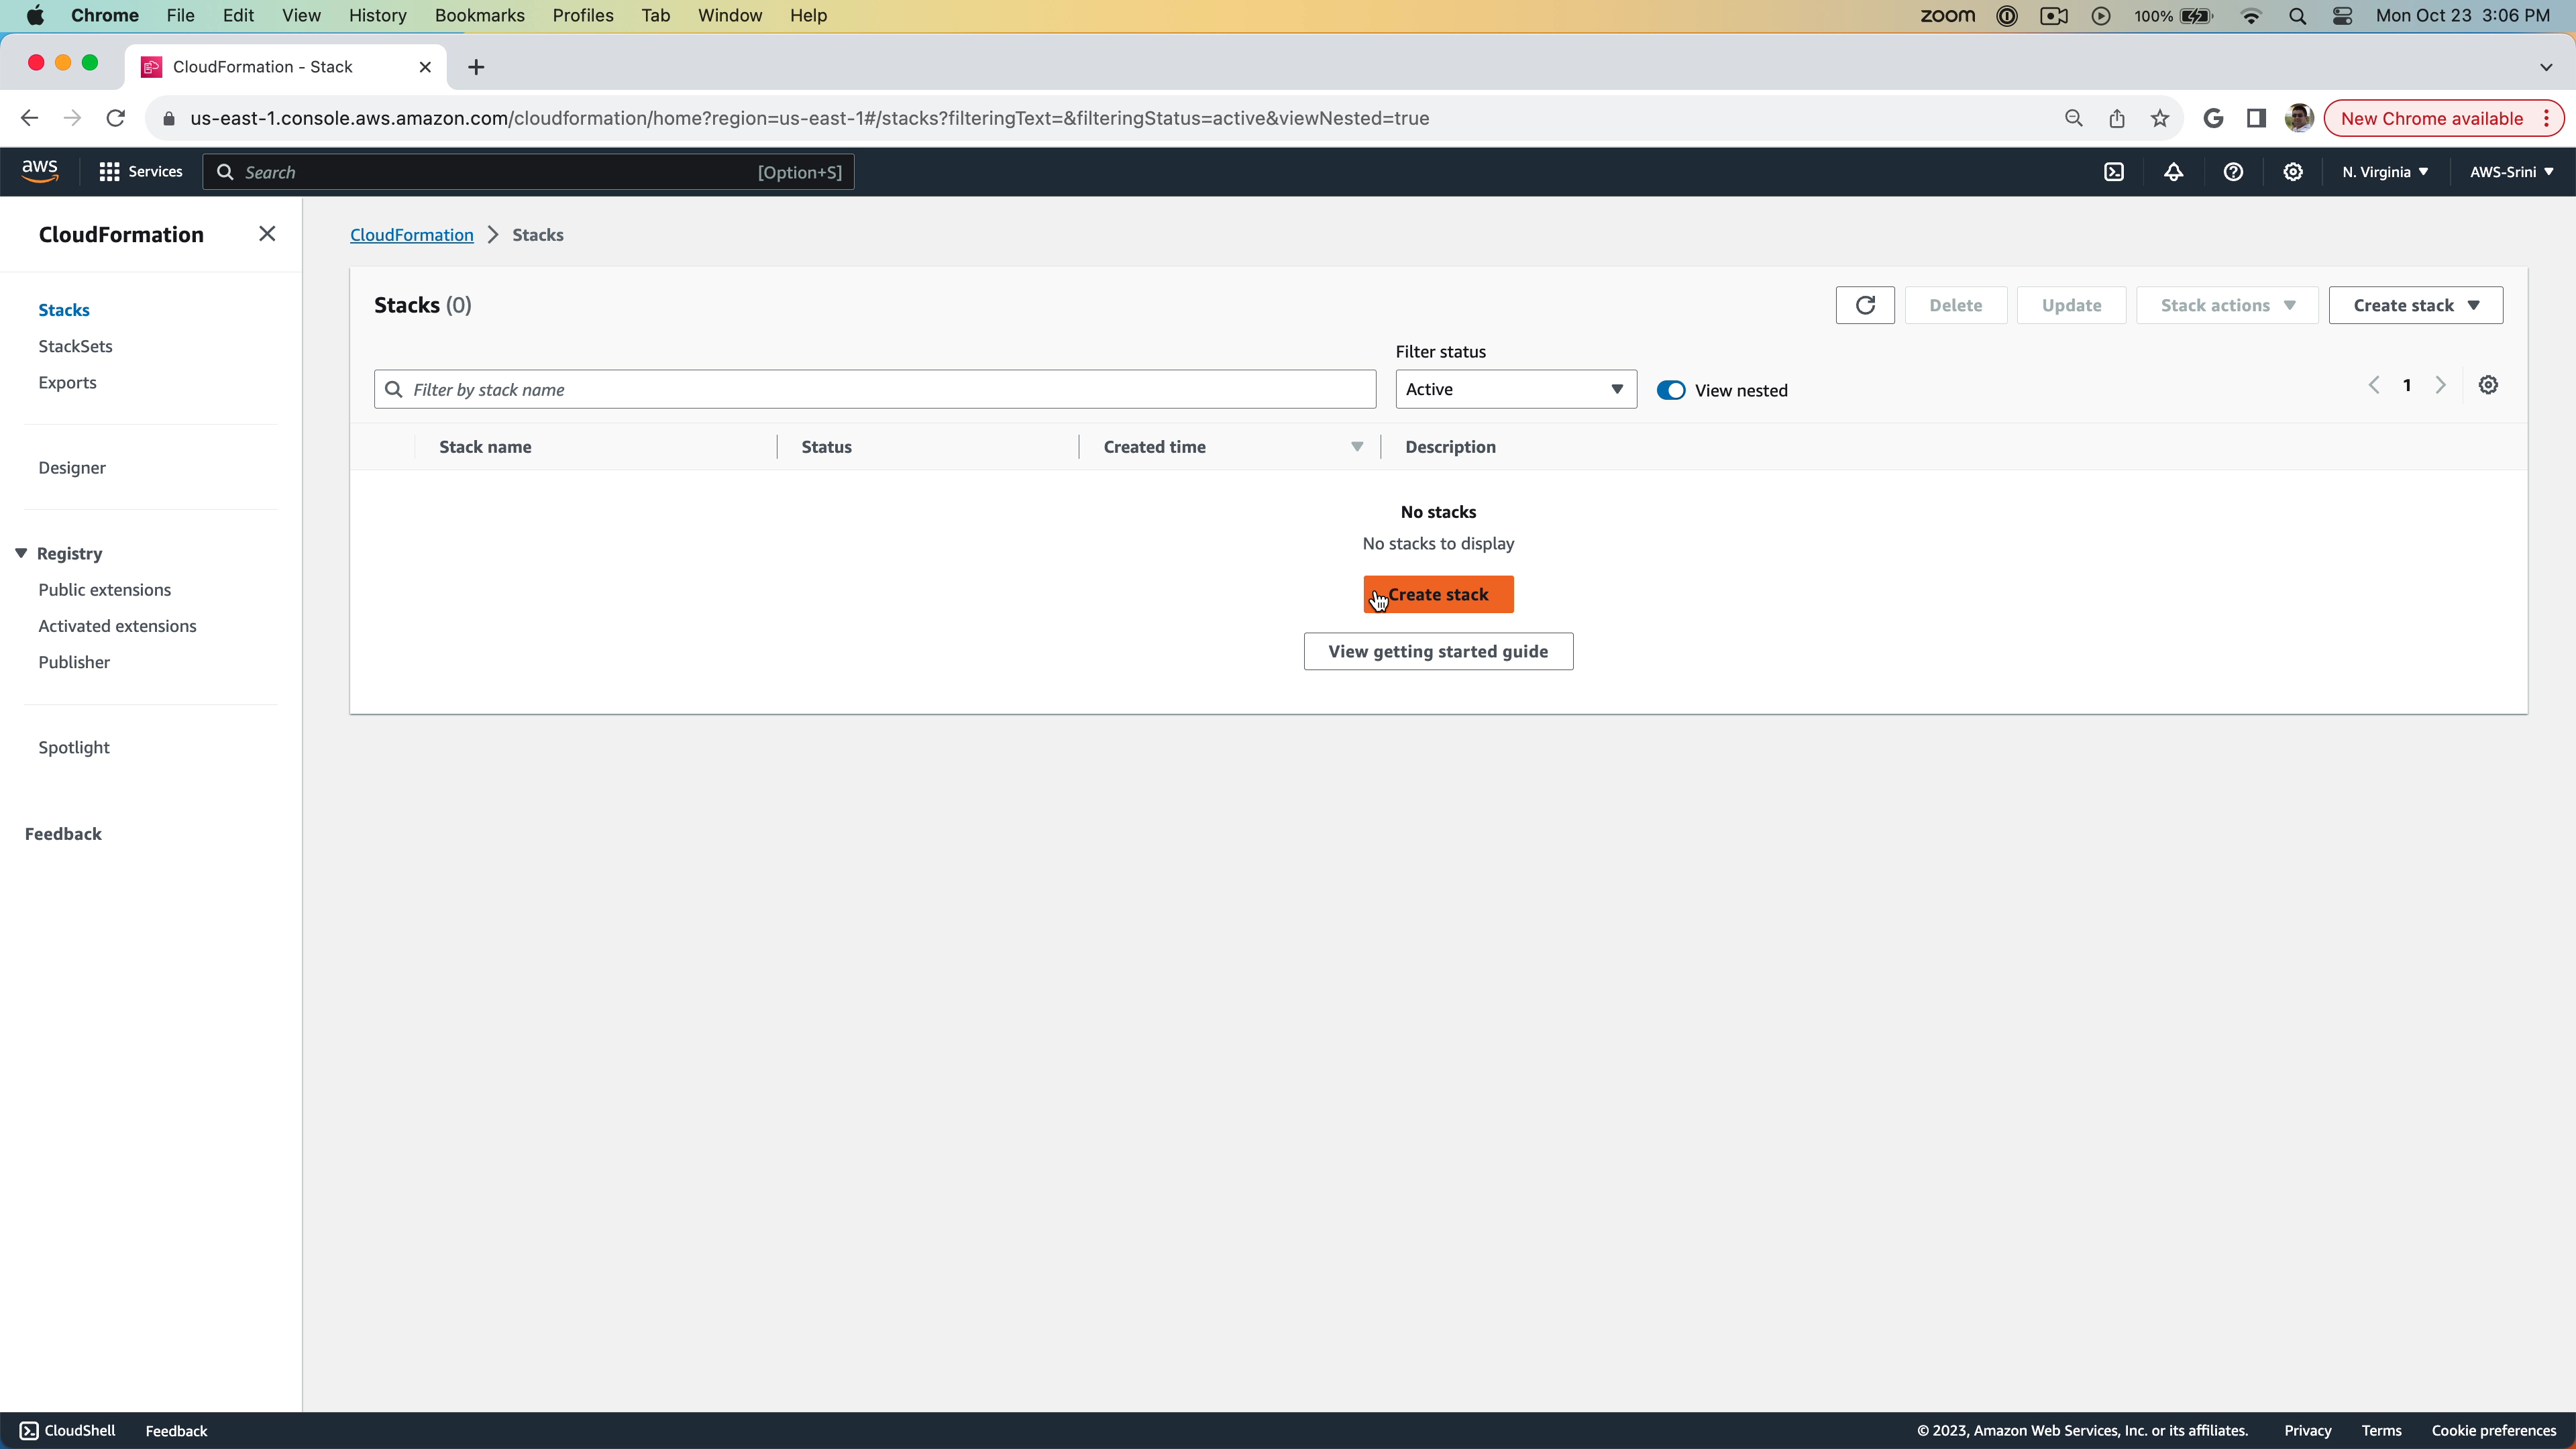 Chrome File Edit View History Bookmarks Profiles Tab Window Help zoom 100% Mon Oct 23 3:06 PM
CloudFormation - Stack
us-east-1.console.aws.amazon.com/cloudformation/home?region=us-east-1#/stacks?filteringText=&filteringStatus=active&viewNested=true New Chrome available
aws Services Search [Option+S] N. Virginia AWS-Srini
CloudFormation
Stacks
StackSets
Exports
Designer
Registry
Public extensions
Activated extensions
Publisher
Spotlight
Feedback
CloudFormation Stacks
Stacks (0) Delete Update Stack actions Create stack
Filter status
Filter by stack name Active View nested 1
Stack name Status Created time Description
No stacks
No stacks to display
Create stack
View getting started guide
CloudShell Feedback © 2023, Amazon Web Services, Inc. or its affiliates. Privacy Terms Cookie preferences